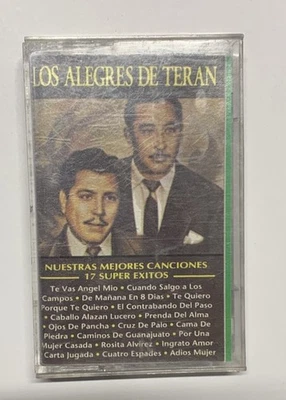 LOS ALEGRES DE TERAN
NUESTRAS MEJORES CANCIONES
17 SUPER EXITOS
Te Vas Angel Mio • Cuando Salgo a Los
Campos • De Mañana En 8 Dias • Te Quiero
Porque Te Quiero • El Contrabando Del Paso
• Caballo Alazan Lucero • Prenda Del Alma
• Ojos De Pancha • Cruz De Palo • Cama De
Piedra • Caminos De Guanajuato • Por Una
Mujer Casada • Rosita Alvirez • Ingrato Amor
Carta Jugada • Cuatro Espades • Adios Mujer